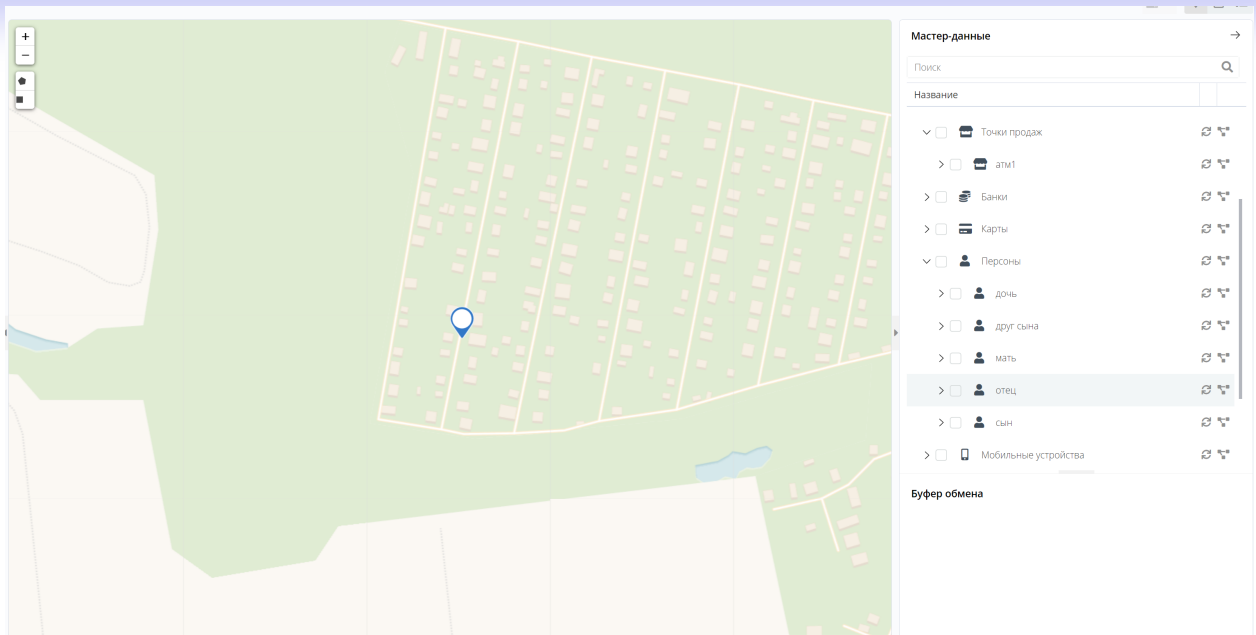 +
−
Мастер-данные
Поиск
Название
Точки продаж
атм1
Банки
Карты
Персоны
дочь
друг сына
мать
отец
сын
Мобильные устройства
Буфер обмена